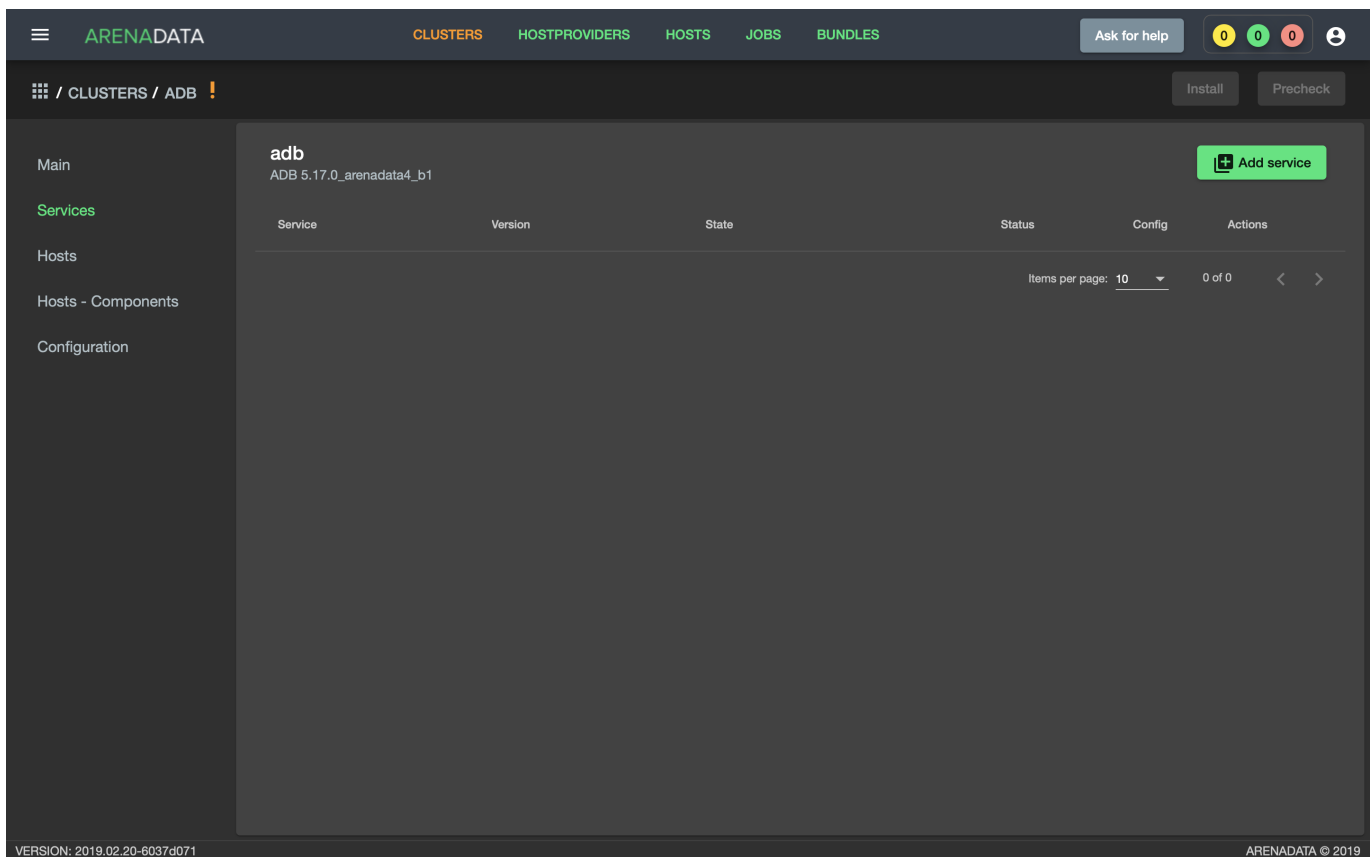 ARENADATA CLUSTERS HOSTPROVIDERS HOSTS JOBS BUNDLES Ask for help 0 0 0
/ CLUSTERS / ADB ! Install Precheck
Main
Services
Hosts
Hosts - Components
Configuration
adb
ADB 5.17.0_arenadata4_b1
Add service
Service Version State Status Config Actions
Items per page: 10 0 of 0
VERSION: 2019.02.20-6037d071 ARENADATA © 2019